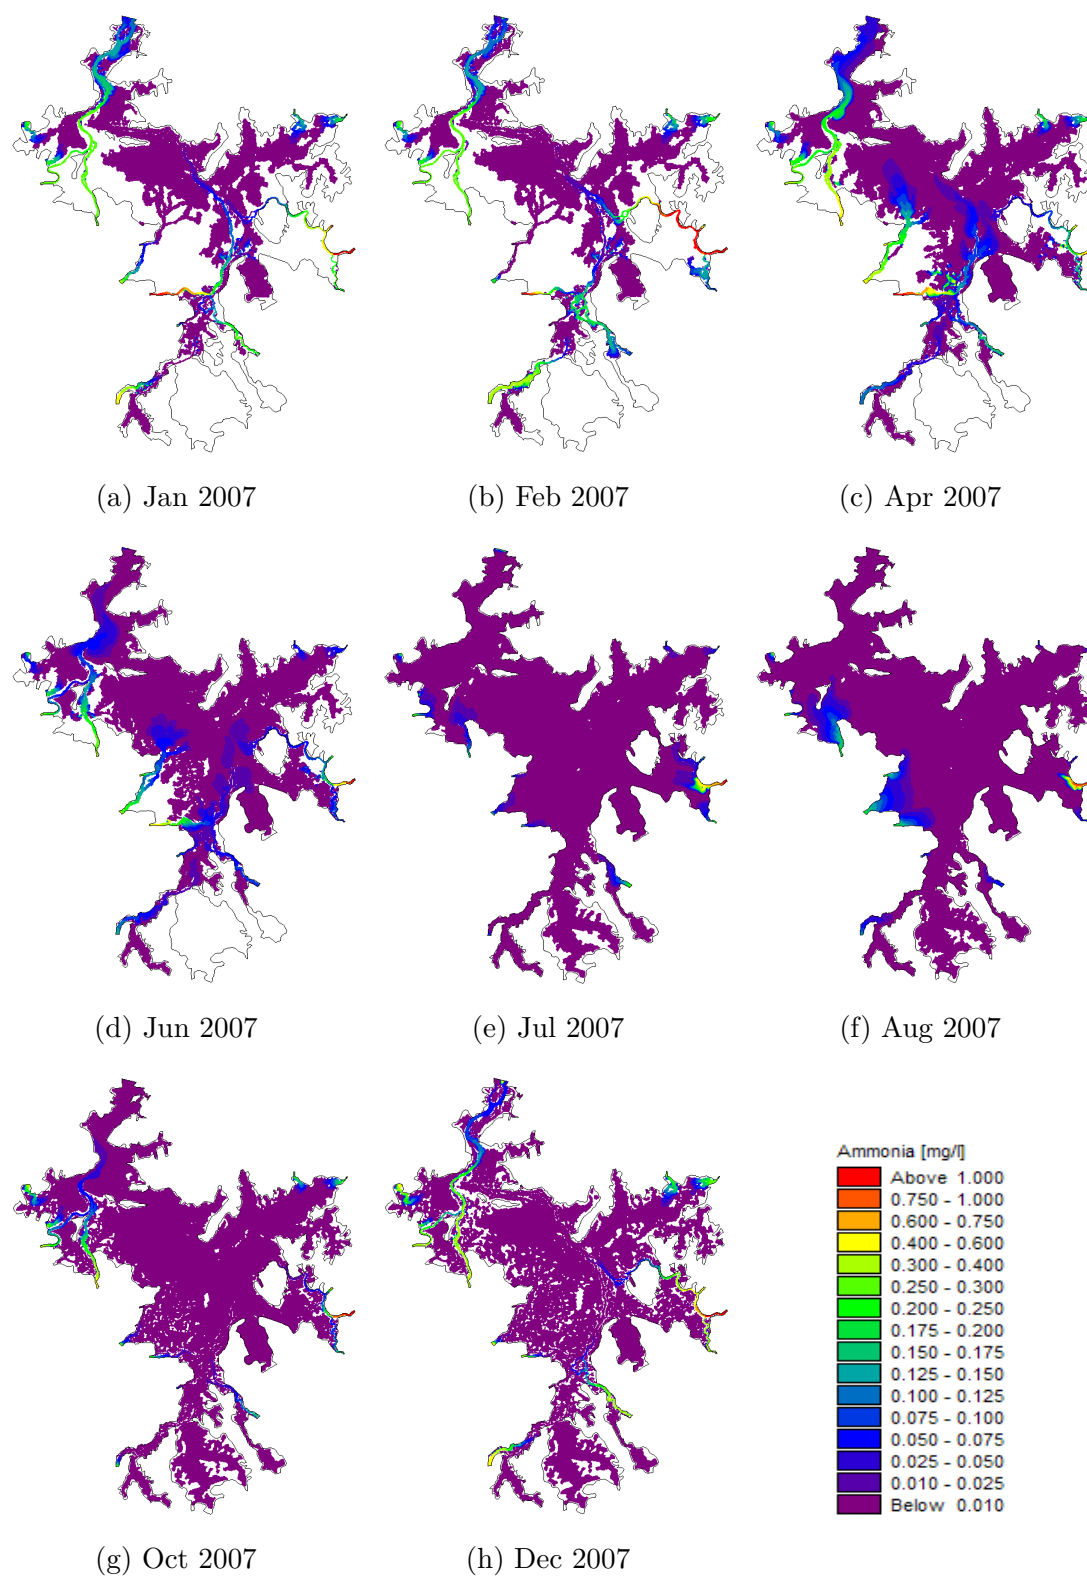 (a) Jan 2007
(b) Feb 2007
(c) Apr 2007
(d) Jun 2007
(e) Jul 2007
(f) Aug 2007
(g) Oct 2007
(h) Dec 2007
Ammonia [mg/l]
Above 1.000
0.750 - 1.000
0.600 - 0.750
0.400 - 0.600
0.300 - 0.400
0.250 - 0.300
0.200 - 0.250
0.175 - 0.200
0.150 - 0.175
0.125 - 0.150
0.100 - 0.125
0.075 - 0.100
0.050 - 0.075
0.025 - 0.050
0.010 - 0.025
Below 0.010